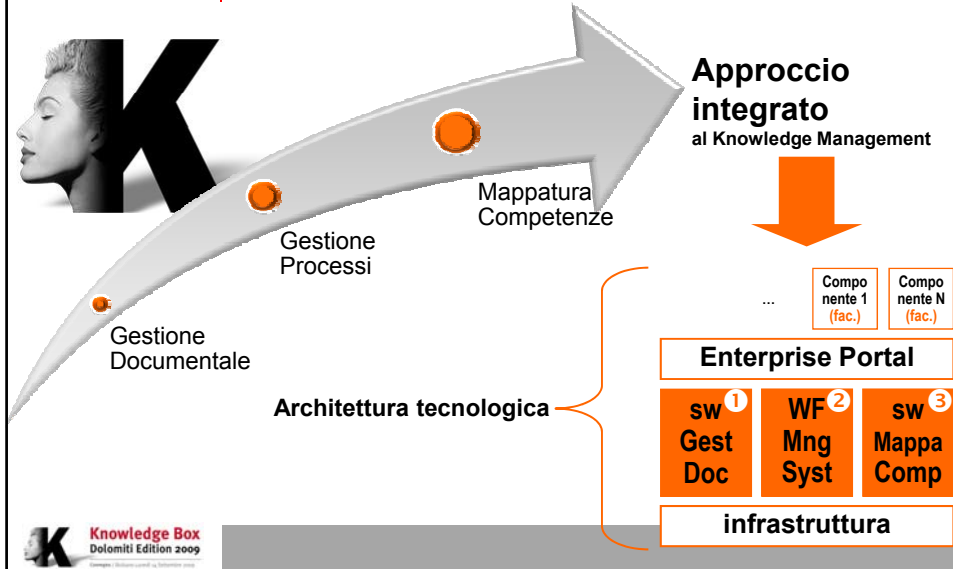 K
Approccio
integrato
al Knowledge Management
Mappatura
Competenze
Gestione
Processi
Gestione
Documentale
Architettura tecnologica
...
Compo
nente 1
(fac.)
Compo
nente N
(fac.)
Enterprise Portal
sw 1
Gest
Doc
WF 2
Mng
Syst
sw 3
Mappa
Comp
infrastruttura
K
Knowledge Box
Dolomiti Edition 2009